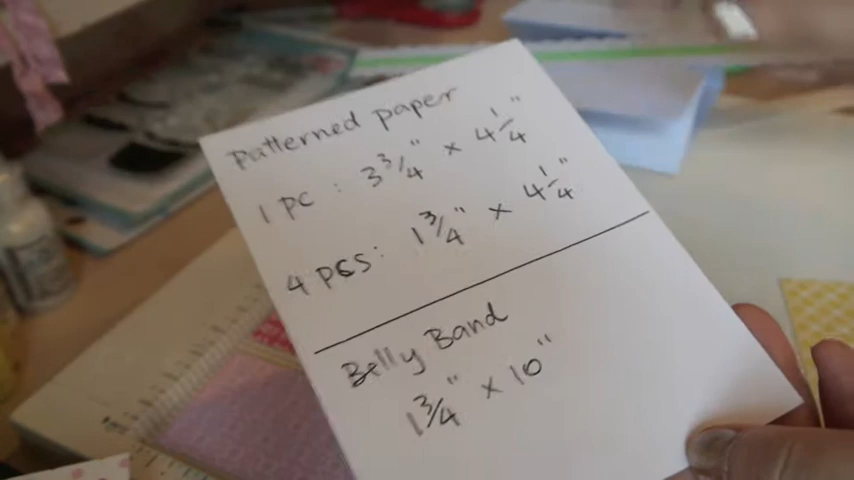 Patterned paper
1 pc : 3 3/4" x 4 1/4"
4 pcs: 1 3/4" x 4 1/4"
Belly Band
1 3/4" x 10"